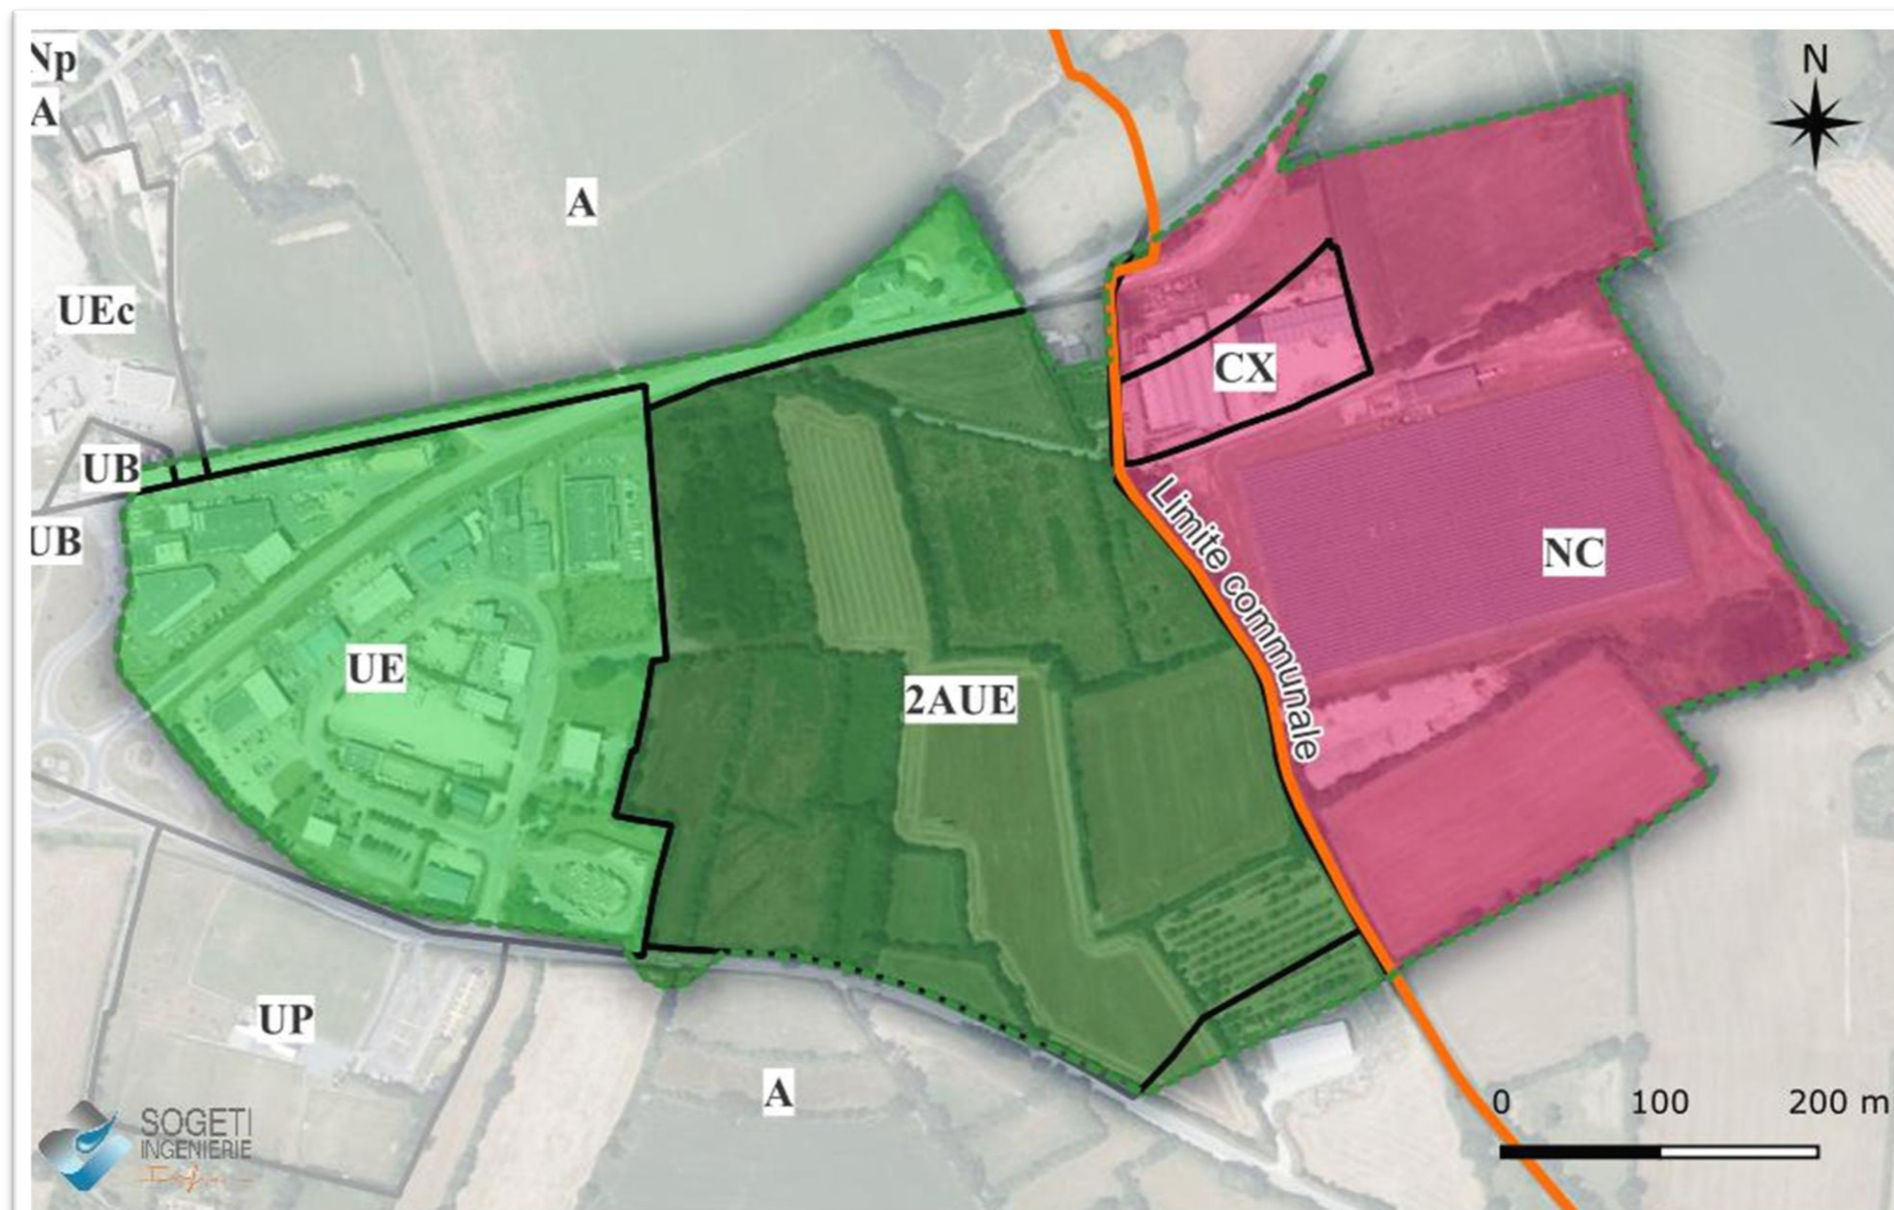 Np
N
A
A
UEc
CX
UB
UB
Limite communale
NC
UE
2AUE
UP
A
0 100 200 m
SOGETI
INGENIERIE